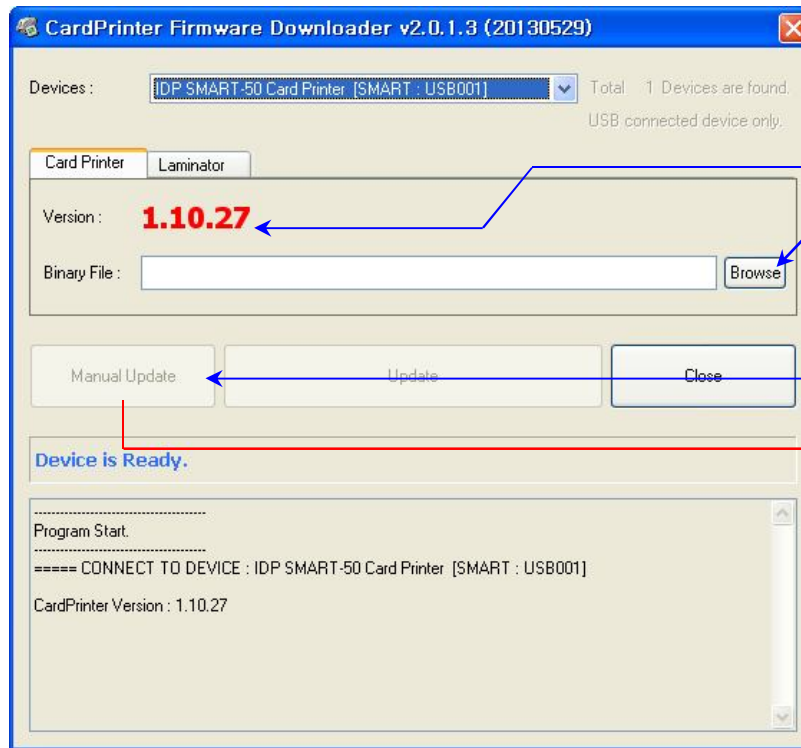 CardPrinter Firmware Downloader v2.0.1.3 (20130529)
Devices : IDP SMART-50 Card Printer [SMART : USB001] Total 1 Devices are found.
USB connected device only.
Card Printer Laminator
Version : 1.10.27
Binary File : Browse
Manual Update Update Close
Device is Ready.
----------------------------------------
Program Start.
----------------------------------------
===== CONNECT TO DEVICE : IDP SMART-50 Card Printer [SMART : USB001]
CardPrinter Version : 1.10.27